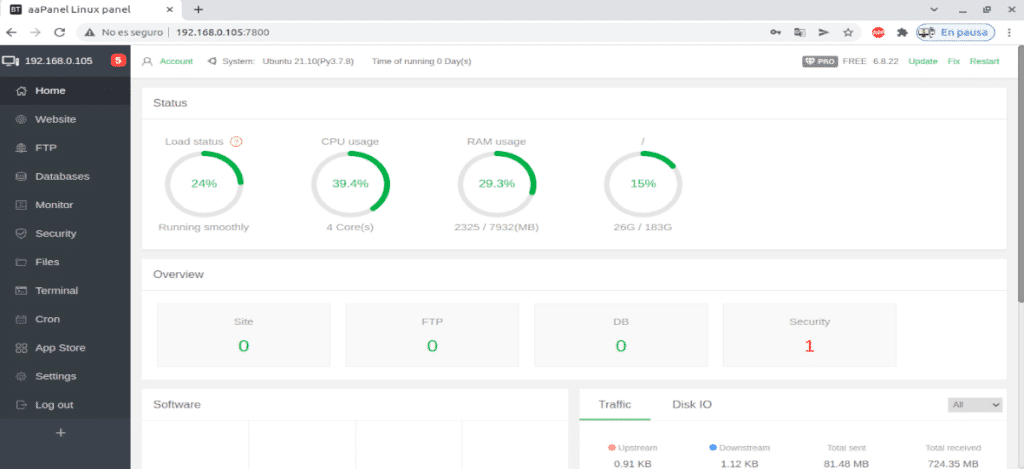 BT aaPanel Linux panel
No es seguro 192.168.0.105:7800 En pausa
192.168.0.105 5 Account System: Ubuntu 21.10(Py3.7.8) Time of running 0 Day(s) PRO FREE 6.8.22 Update Fix Restart
Home
Website
FTP
Databases
Monitor
Security
Files
Terminal
Cron
App Store
Settings
Log out
Status
Load status ? CPU usage RAM usage /
24% 39.4% 29.3% 15%
Running smoothly 4 Core(s) 2325 / 7932(MB) 26G / 183G
Overview
Site FTP DB Security
0 0 0 1
Software
Traffic Disk IO All
Upstream Downstream Total sent Total received
0.91 KB 1.12 KB 81.48 MB 724.35 MB